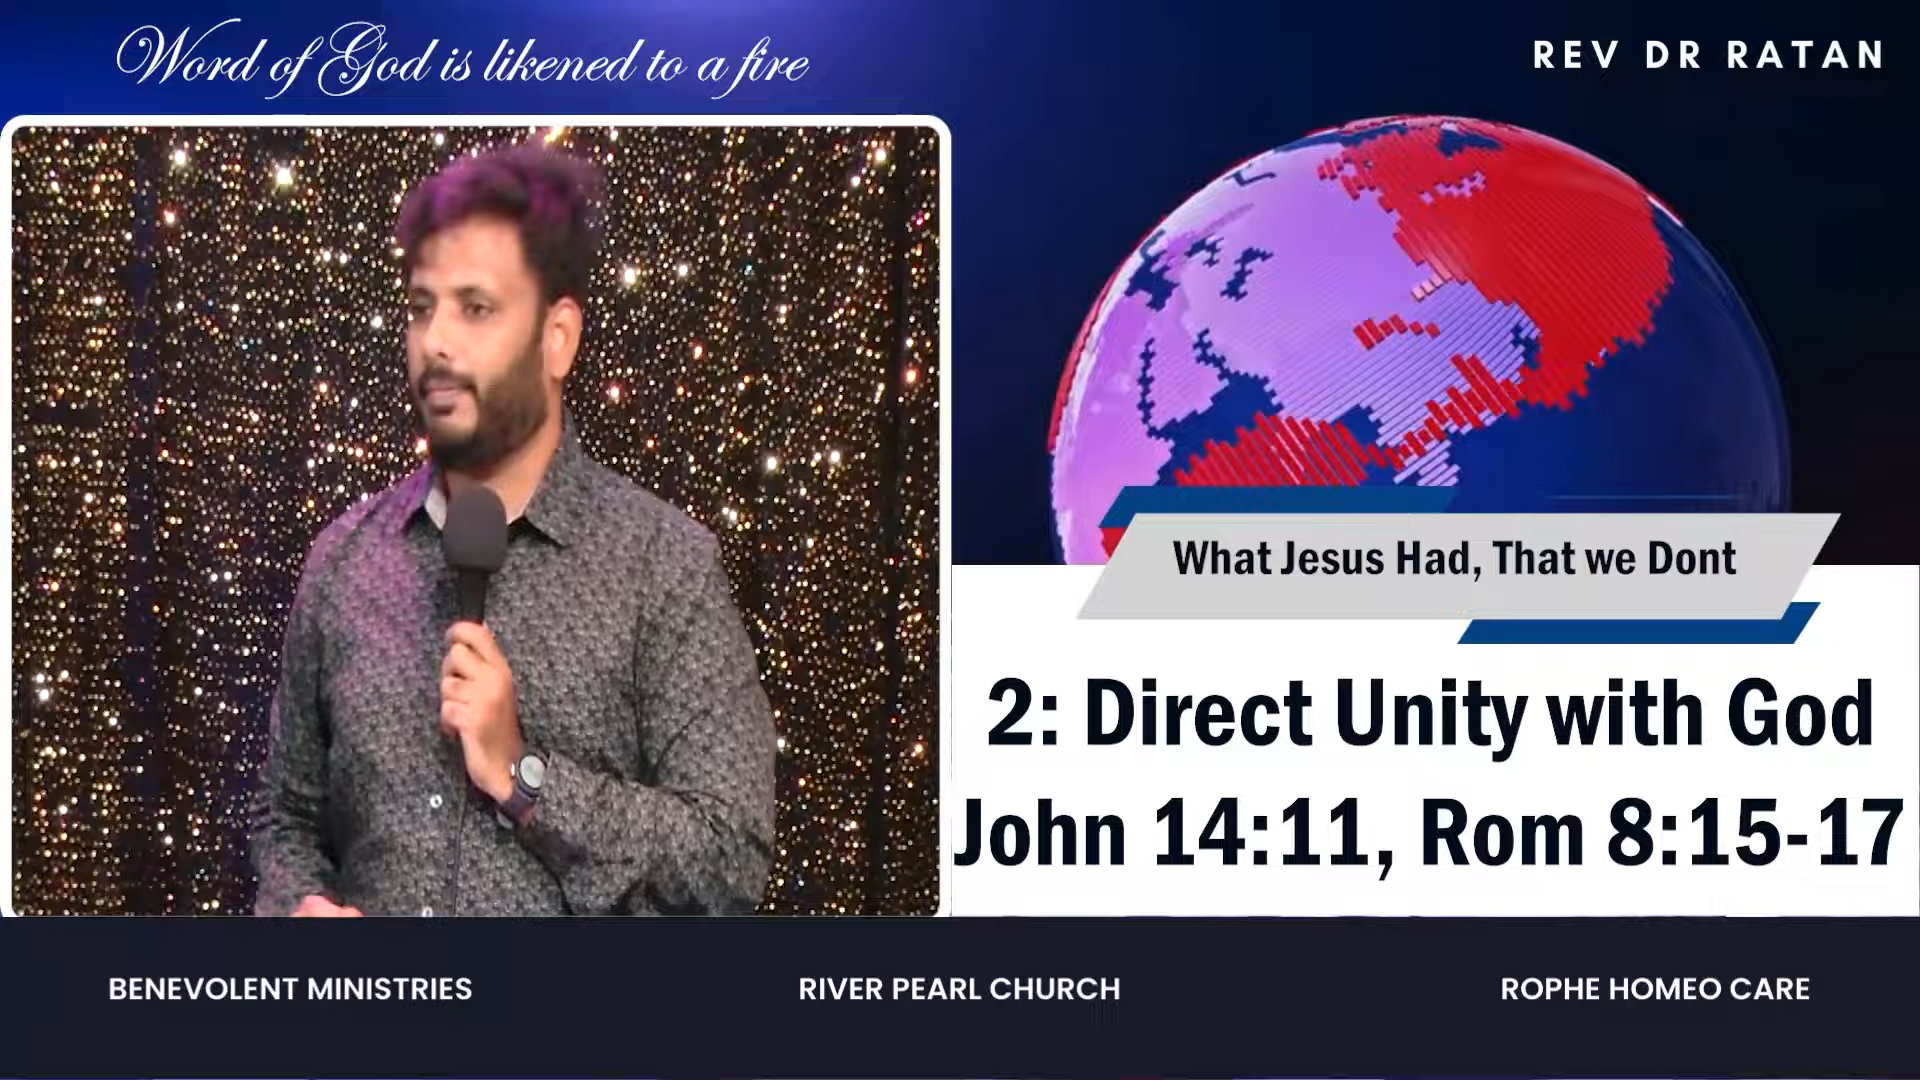 Word of God is likened to a fire
REV DR RATAN
What Jesus Had, That we Dont
2: Direct Unity with God
John 14:11, Rom 8:15-17
BENEVOLENT MINISTRIES
RIVER PEARL CHURCH
ROPHE HOMEO CARE